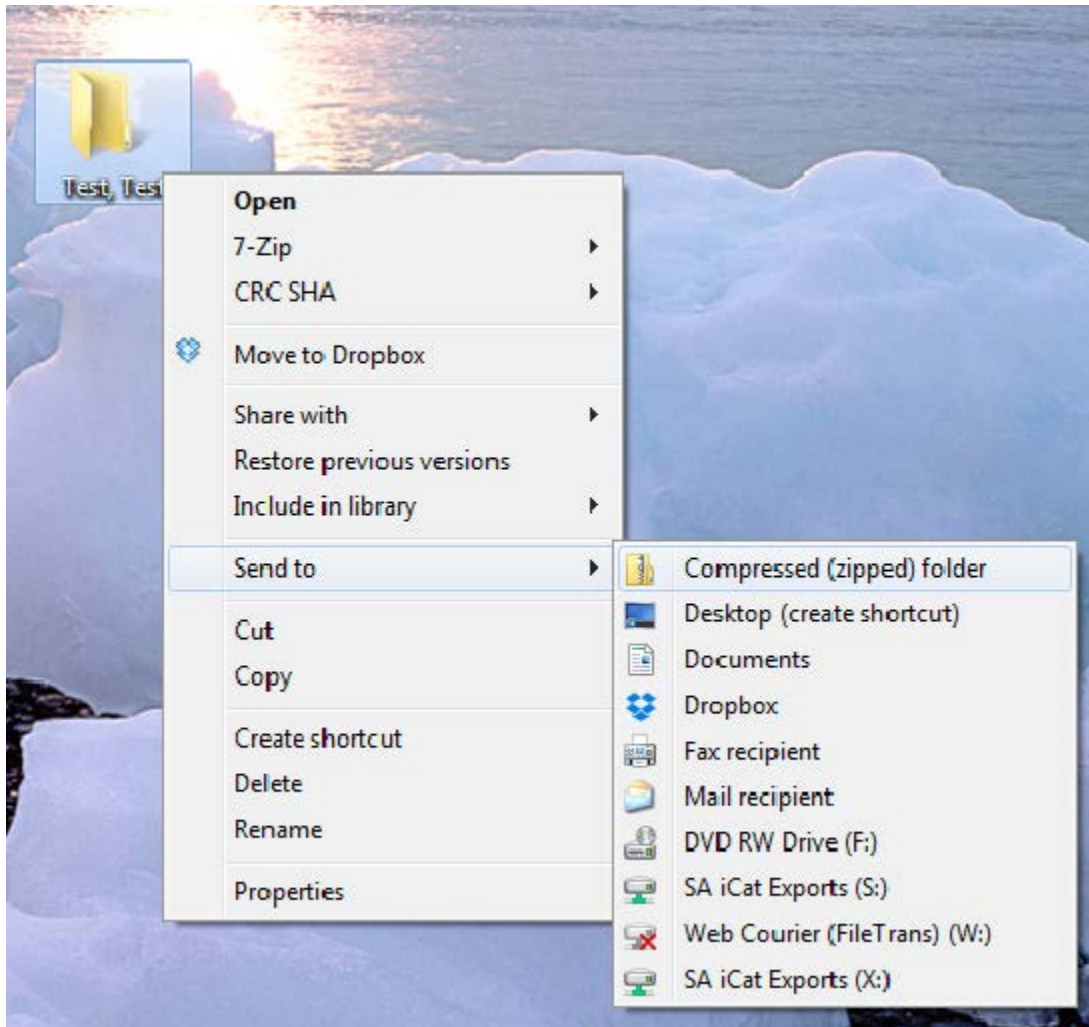 Test, Test
Open
7-Zip
CRC SHA
Move to Dropbox
Share with
Restore previous versions
Include in library
Send to
Cut
Copy
Create shortcut
Delete
Rename
Properties
Compressed (zipped) folder
Desktop (create shortcut)
Documents
Dropbox
Fax recipient
Mail recipient
DVD RW Drive (F:)
SA iCat Exports (S:)
Web Courier (FileTrans) (W:)
SA iCat Exports (X:)